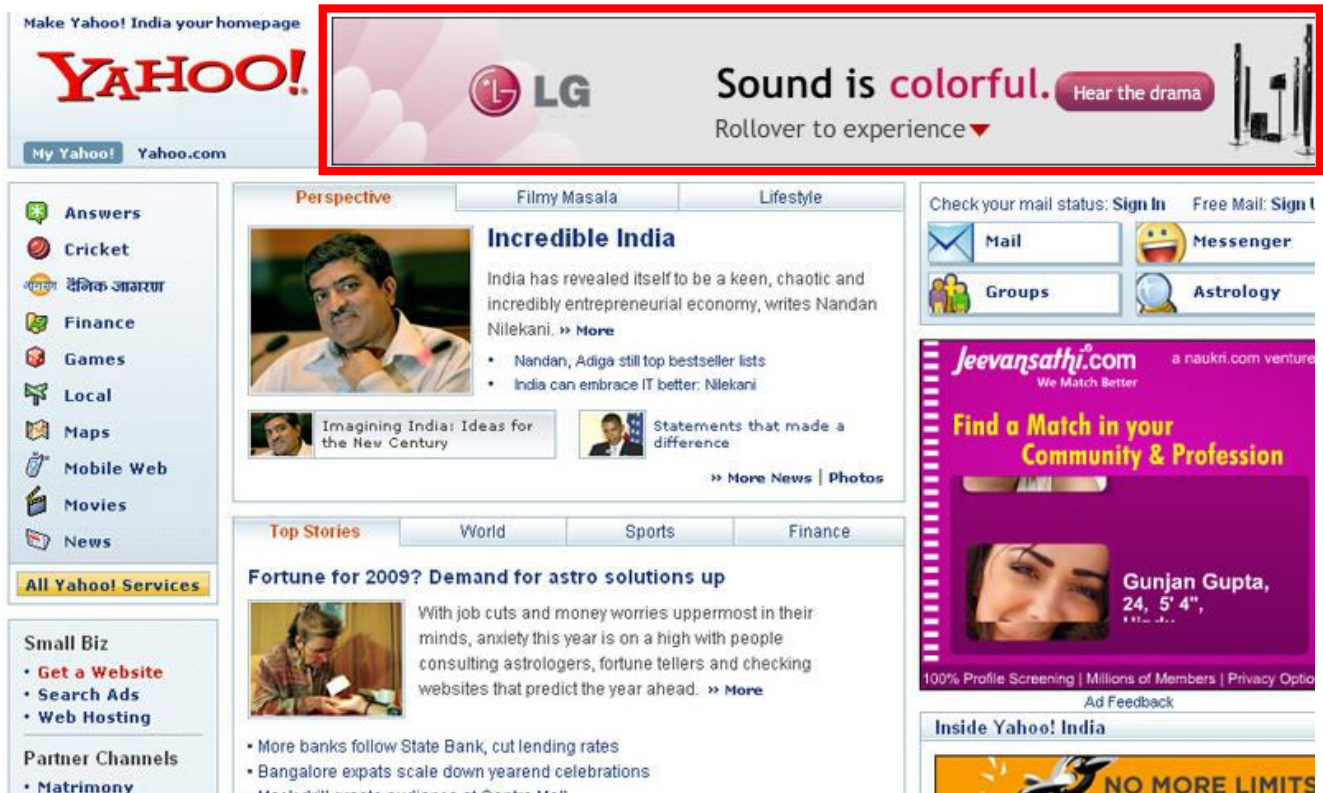 Make Yahoo! India your homepage
YAHOO!
My Yahoo! Yahoo.com
LG
Sound is colorful. Hear the drama
Rollover to experience
Answers
Cricket
जागरण दैनिक जागरण
Finance
Games
Local
Maps
Mobile Web
Movies
News
All Yahoo! Services
Small Biz
• Get a Website
• Search Ads
• Web Hosting
Partner Channels
• Matrimony
Perspective Filmy Masala Lifestyle
Incredible India
India has revealed itself to be a keen, chaotic and
incredibly entrepreneurial economy, writes Nandan
Nilekani. » More
• Nandan, Adiga still top bestseller lists
• India can embrace IT better: Nilekani
Imagining India: Ideas for
the New Century
Statements that made a
difference
» More News | Photos
Top Stories World Sports Finance
Fortune for 2009? Demand for astro solutions up
With job cuts and money worries uppermost in their
minds, anxiety this year is on a high with people
consulting astrologers, fortune tellers and checking
websites that predict the year ahead. » More
• More banks follow State Bank, cut lending rates
• Bangalore expats scale down yearend celebrations
Check your mail status: Sign In Free Mail: Sign
Mail
Messenger
Groups
Astrology
Jeevansathi.com a naukri.com venture
We Match Better
Find a Match in your
Community & Profession
Gunjan Gupta,
24, 5' 4",
100% Profile Screening | Millions of Members | Privacy Optio
Ad Feedback
Inside Yahoo! India
NO MORE LIMITS